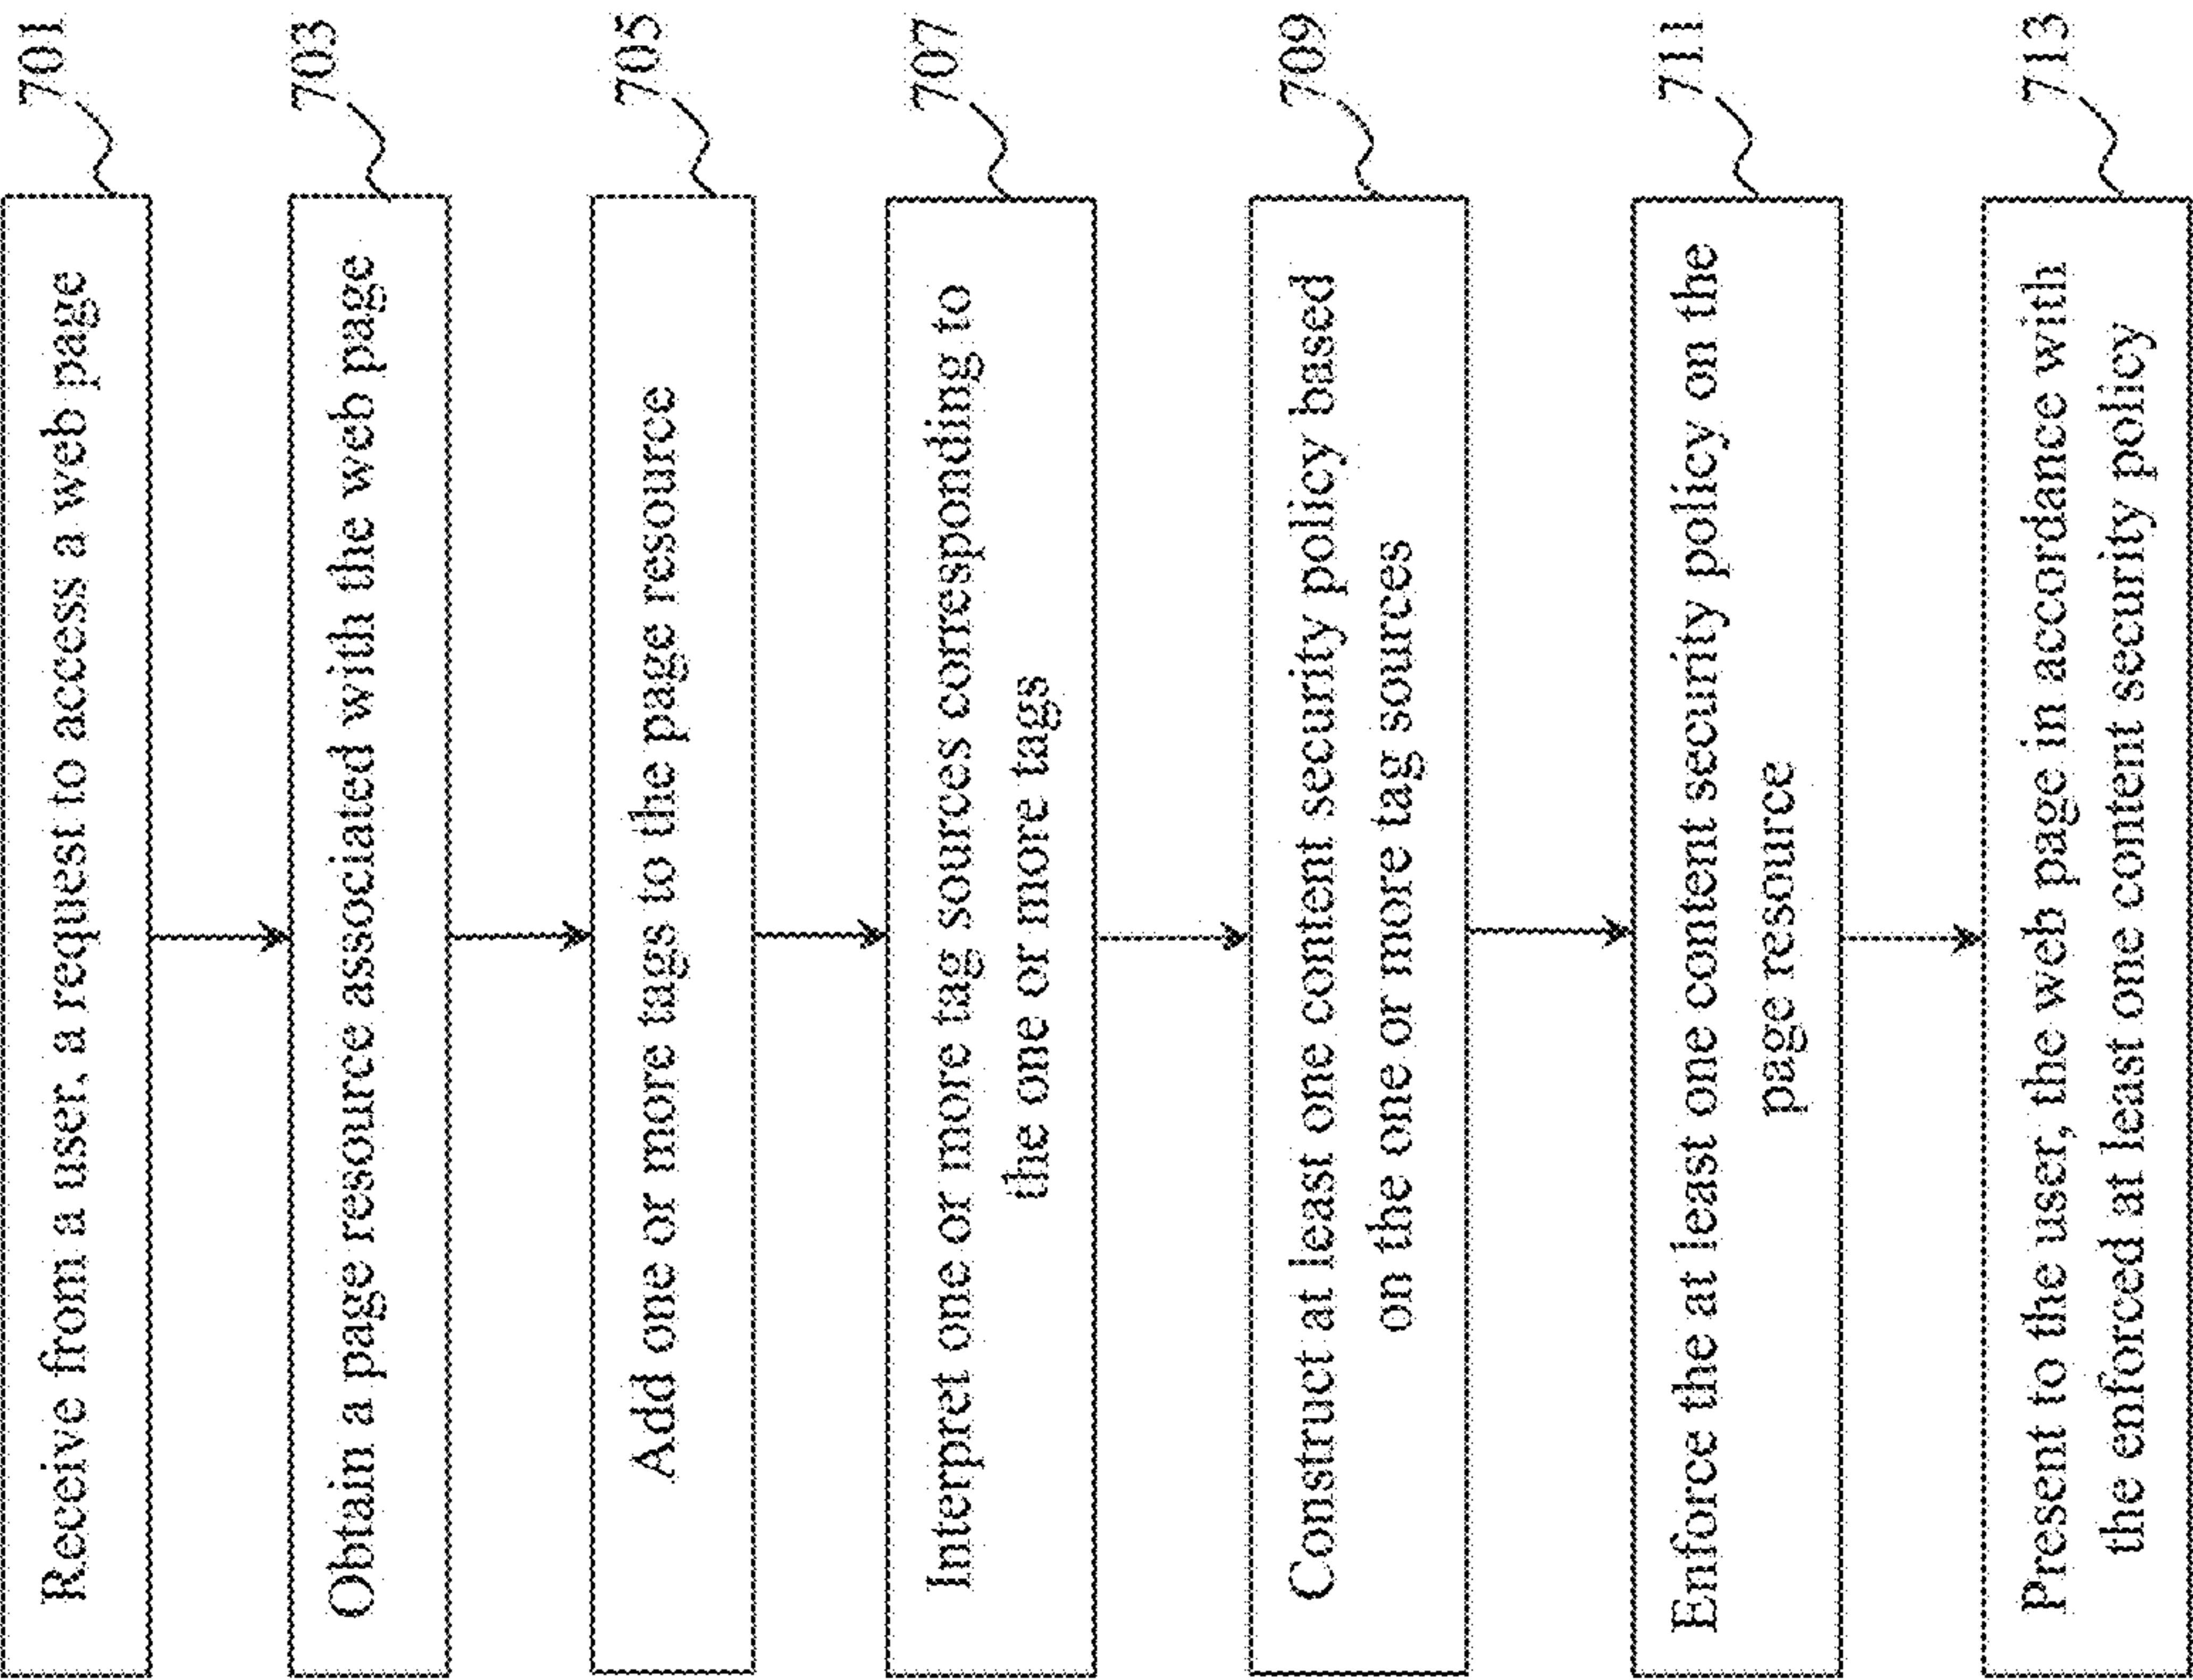 Receive from a user, a request to access a web page
701
Obtain a page resource associated with the web page
703
Add one or more tags to the page resource
705
Interpret one or more tag sources corresponding to
the one or more tags
707
Construct at least one content security policy based
on the one or more tag sources
709
Enforce the at least one content security policy on the
page resource
711
Present to the user, the web page in accordance with
the enforced at least one content security policy
713